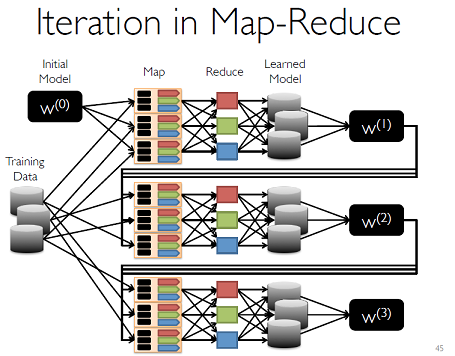 Iteration in Map-Reduce
Initial
Model
Map
Reduce
Learned
Model
w(0)
w(1)
Training
Data
w(2)
w(3)
45